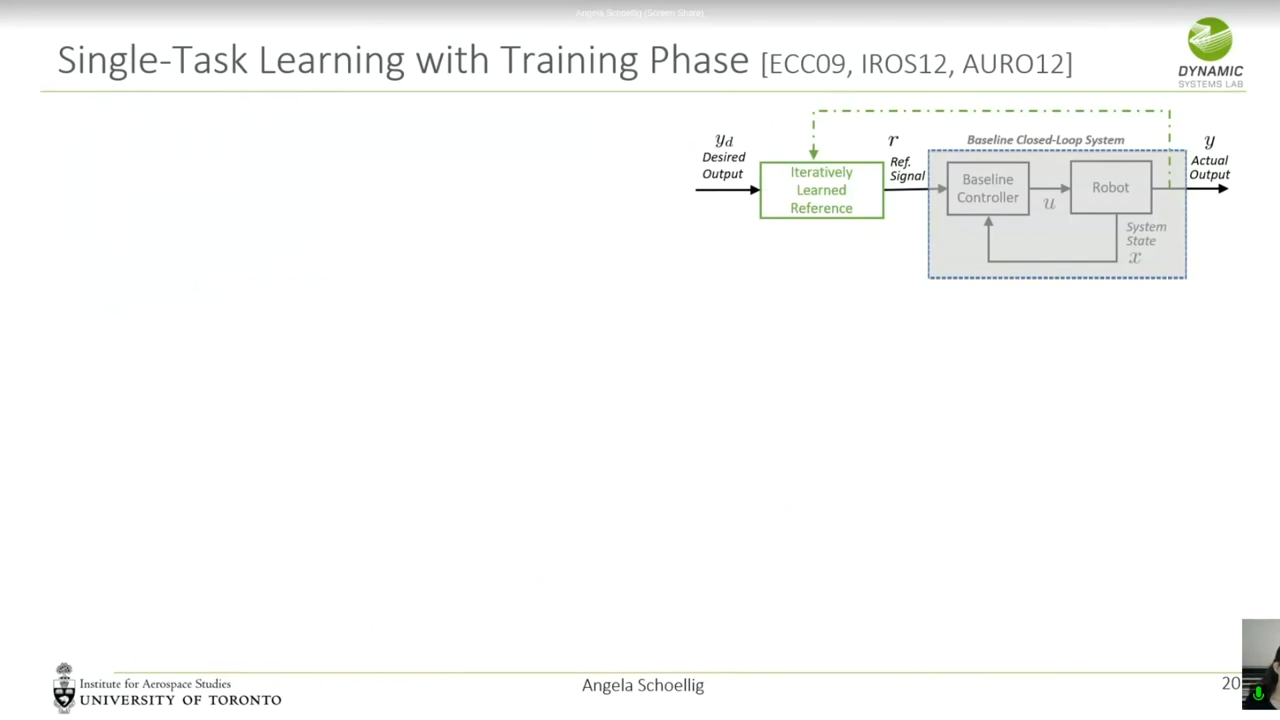 Angela Schoellig (Screen Share)
Single-Task Learning with Training Phase [ECC09, IROS12, AURO12]
DYNAMIC
SYSTEMS LAB
y_d
Desired
Output
Iteratively
Learned
Reference
r
Ref.
Signal
Baseline Closed-Loop System
Baseline
Controller
u
Robot
System
State
x
y
Actual
Output
Institute for Aerospace Studies
UNIVERSITY OF TORONTO
Angela Schoellig
20